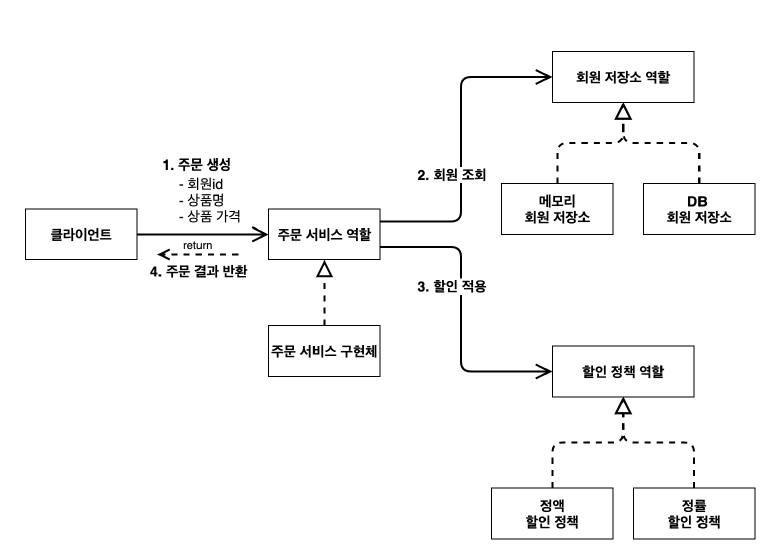 회원 저장소 역할
1. 주문 생성
- 회원id
- 상품명
- 상품 가격
2. 회원 조회
메모리
회원 저장소
DB
회원 저장소
클라이언트
주문 서비스 역할
return
4. 주문 결과 반환
3. 할인 적용
주문 서비스 구현체
할인 정책 역할
정액
할인 정책
정률
할인 정책